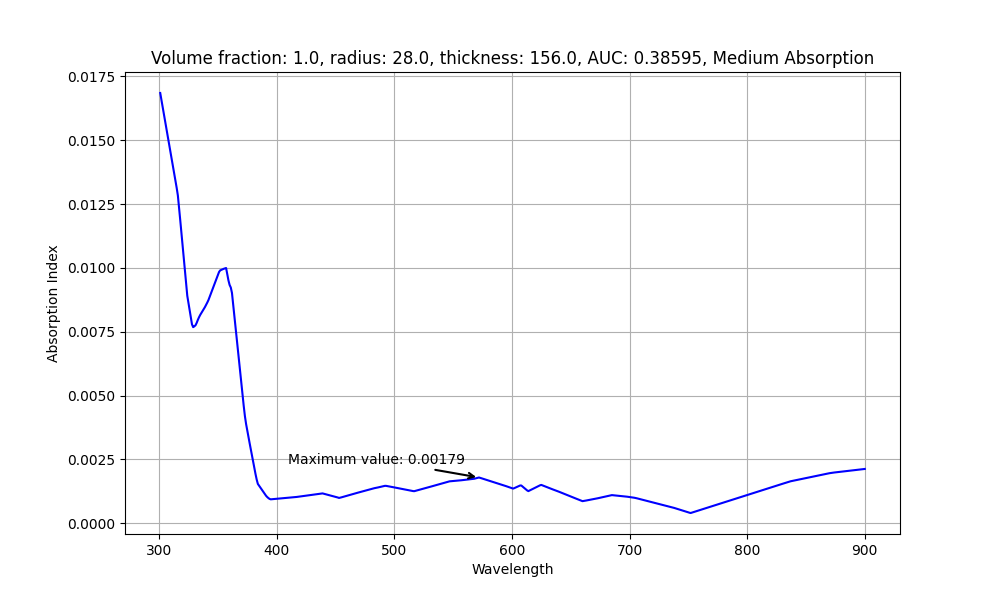 Volume fraction: 1.0, radius: 28.0, thickness: 156.0, AUC: 0.38595, Medium Absorption
0.0175
0.0150
0.0125
0.0100
0.0075
0.0050
0.0025
0.0000
Absorption Index
Maximum value: 0.00179
300 400 500 600 700 800 900
Wavelength